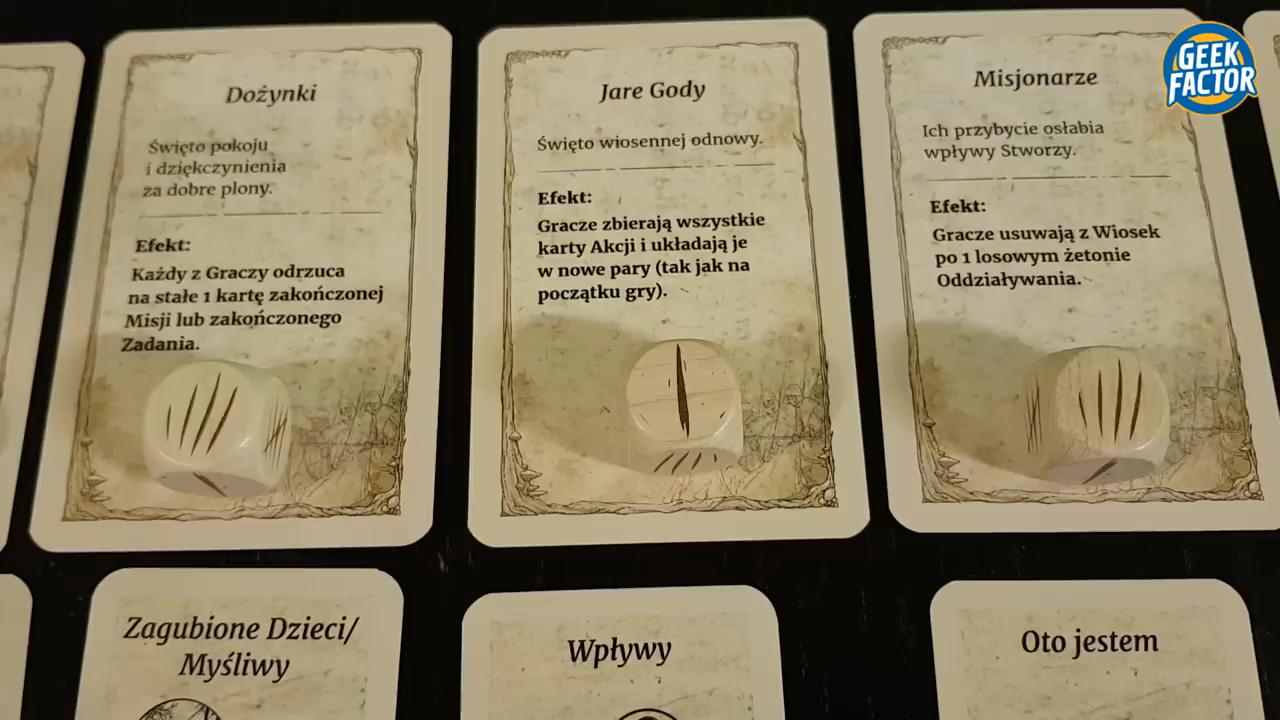 Dożynki
Święto pokoju
i dziękczynienia
za dobre plony.
Efekt:
Każdy z Graczy odrzuca
na stałe 1 kartę zakończonej
Misji lub zakończonego
Zadania.
Jare Gody
Święto wiosennej odnowy.
Efekt:
Gracze zbierają wszystkie
karty Akcji i układają je
w nowe pary (tak jak na
początku gry).
Misjonarze
Ich przybycie osłabia
wpływy Stworzy.
Efekt:
Gracze usuwają z Wiosek
po 1 losowym żetonie
Oddziaływania.
GEEK
FACTOR
Zagubione Dzieci/
Myśliwy
Wpływy
Oto jestem